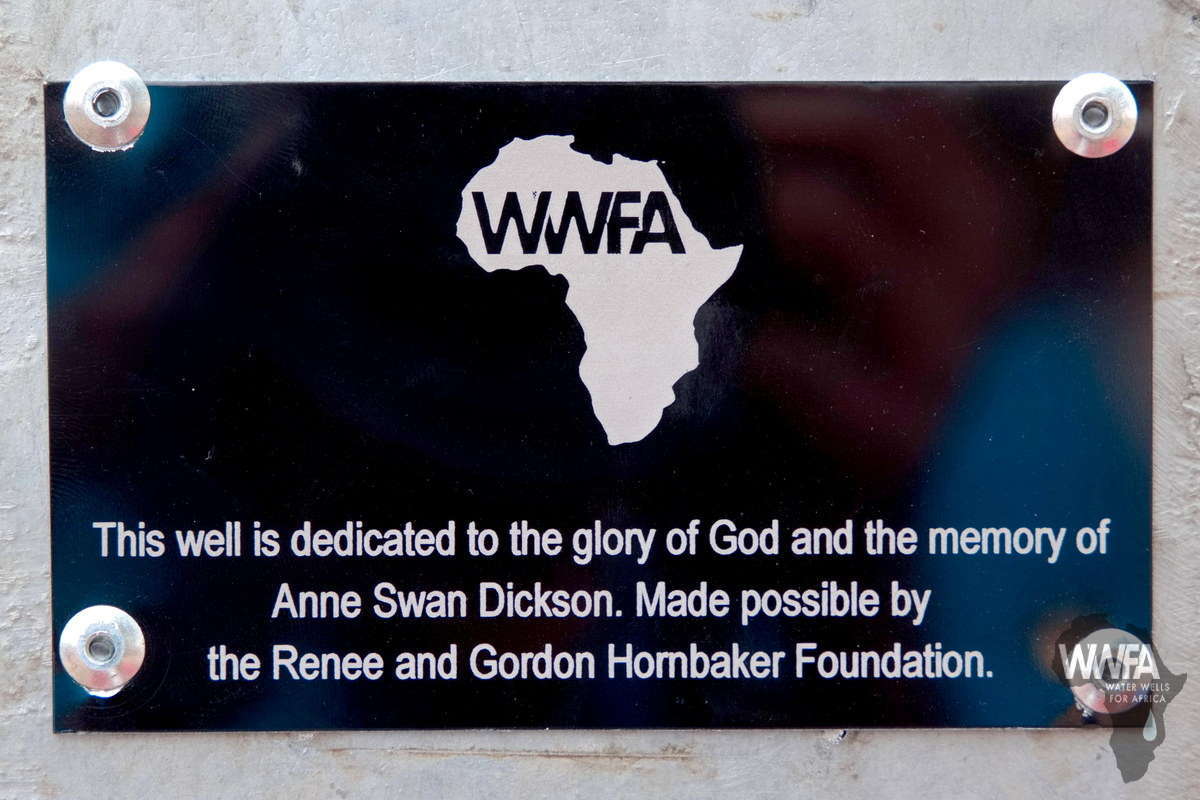 WWFA
This well is dedicated to the glory of God and the memory of
Anne Swan Dickson. Made possible by
the Renee and Gordon Hornbaker Foundation.
WWFA
WATER WELLS
FOR AFRICA